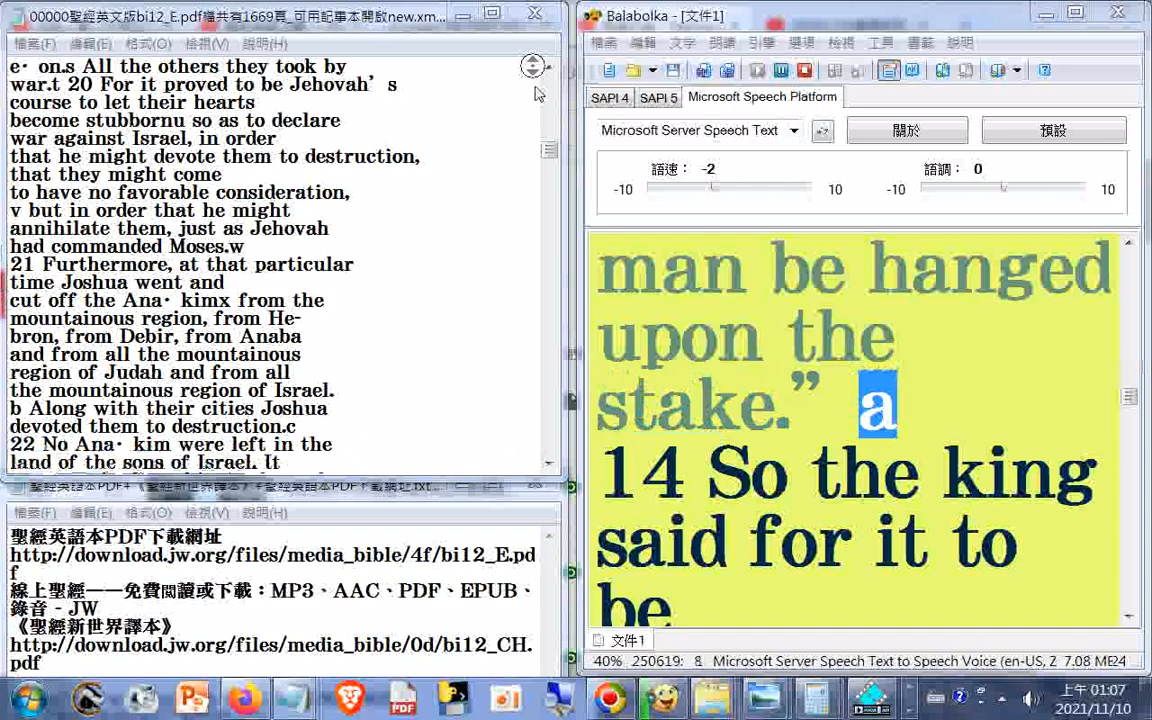 00000聖經英文版bi12_E.pdf檔共有1669頁_可用記事本開啟new.xm...
檔案(F) 編輯(E) 格式(O) 檢視(V) 說明(H)
e· on.s All the others they took by
war.t 20 For it proved to be Jehovah’s
course to let their hearts
become stubbornu so as to declare
war against Israel, in order
that he might devote them to destruction,
that they might come
to have no favorable consideration,
v but in order that he might
annihilate them, just as Jehovah
had commanded Moses.w
21 Furthermore, at that particular
time Joshua went and
cut off the Ana· kimx from the
mountainous region, from He-
bron, from Debir, from Anaba
and from all the mountainous
region of Judah and from all
the mountainous region of Israel.
b Along with their cities Joshua
devoted them to destruction.c
22 No Ana· kim were left in the
land of the sons of Israel. It
檔案(F) 編輯(E) 格式(O) 檢視(V) 說明(H)
聖經英語本PDF下載網址
http://download.jw.org/files/media_bible/4f/bi12_E.pd
f
線上聖經——免費閱讀或下載：MP3、AAC、PDF、EPUB、
錄音 - JW
《聖經新世界譯本》
http://download.jw.org/files/media_bible/0d/bi12_CH.
pdf
Balabolka - [文件1]
檔案 編輯 文字 朗讀 引擎 選項 檢視 工具 書籤 說明
SAPI 4 SAPI 5 Microsoft Speech Platform
Microsoft Server Speech Text 關於 預設
語速： -2 語調： 0
-10 10 -10 10
man be hanged
upon the
stake.” a
14 So the king
said for it to
be
文件1
40% 250619: 8 Microsoft Server Speech Text to Speech Voice (en-US, Z 7.08 ME24
上午 01:07
2021/11/10